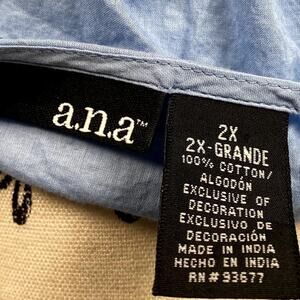 a.n.a™
2X
2X-GRANDE
100% COTTON/
ALGODÓN
EXCLUSIVE OF
DECORATION
EXCLUSIVO DE
DECORACIÓN
MADE IN INDIA
HECHO EN INDIA
RN# 93677